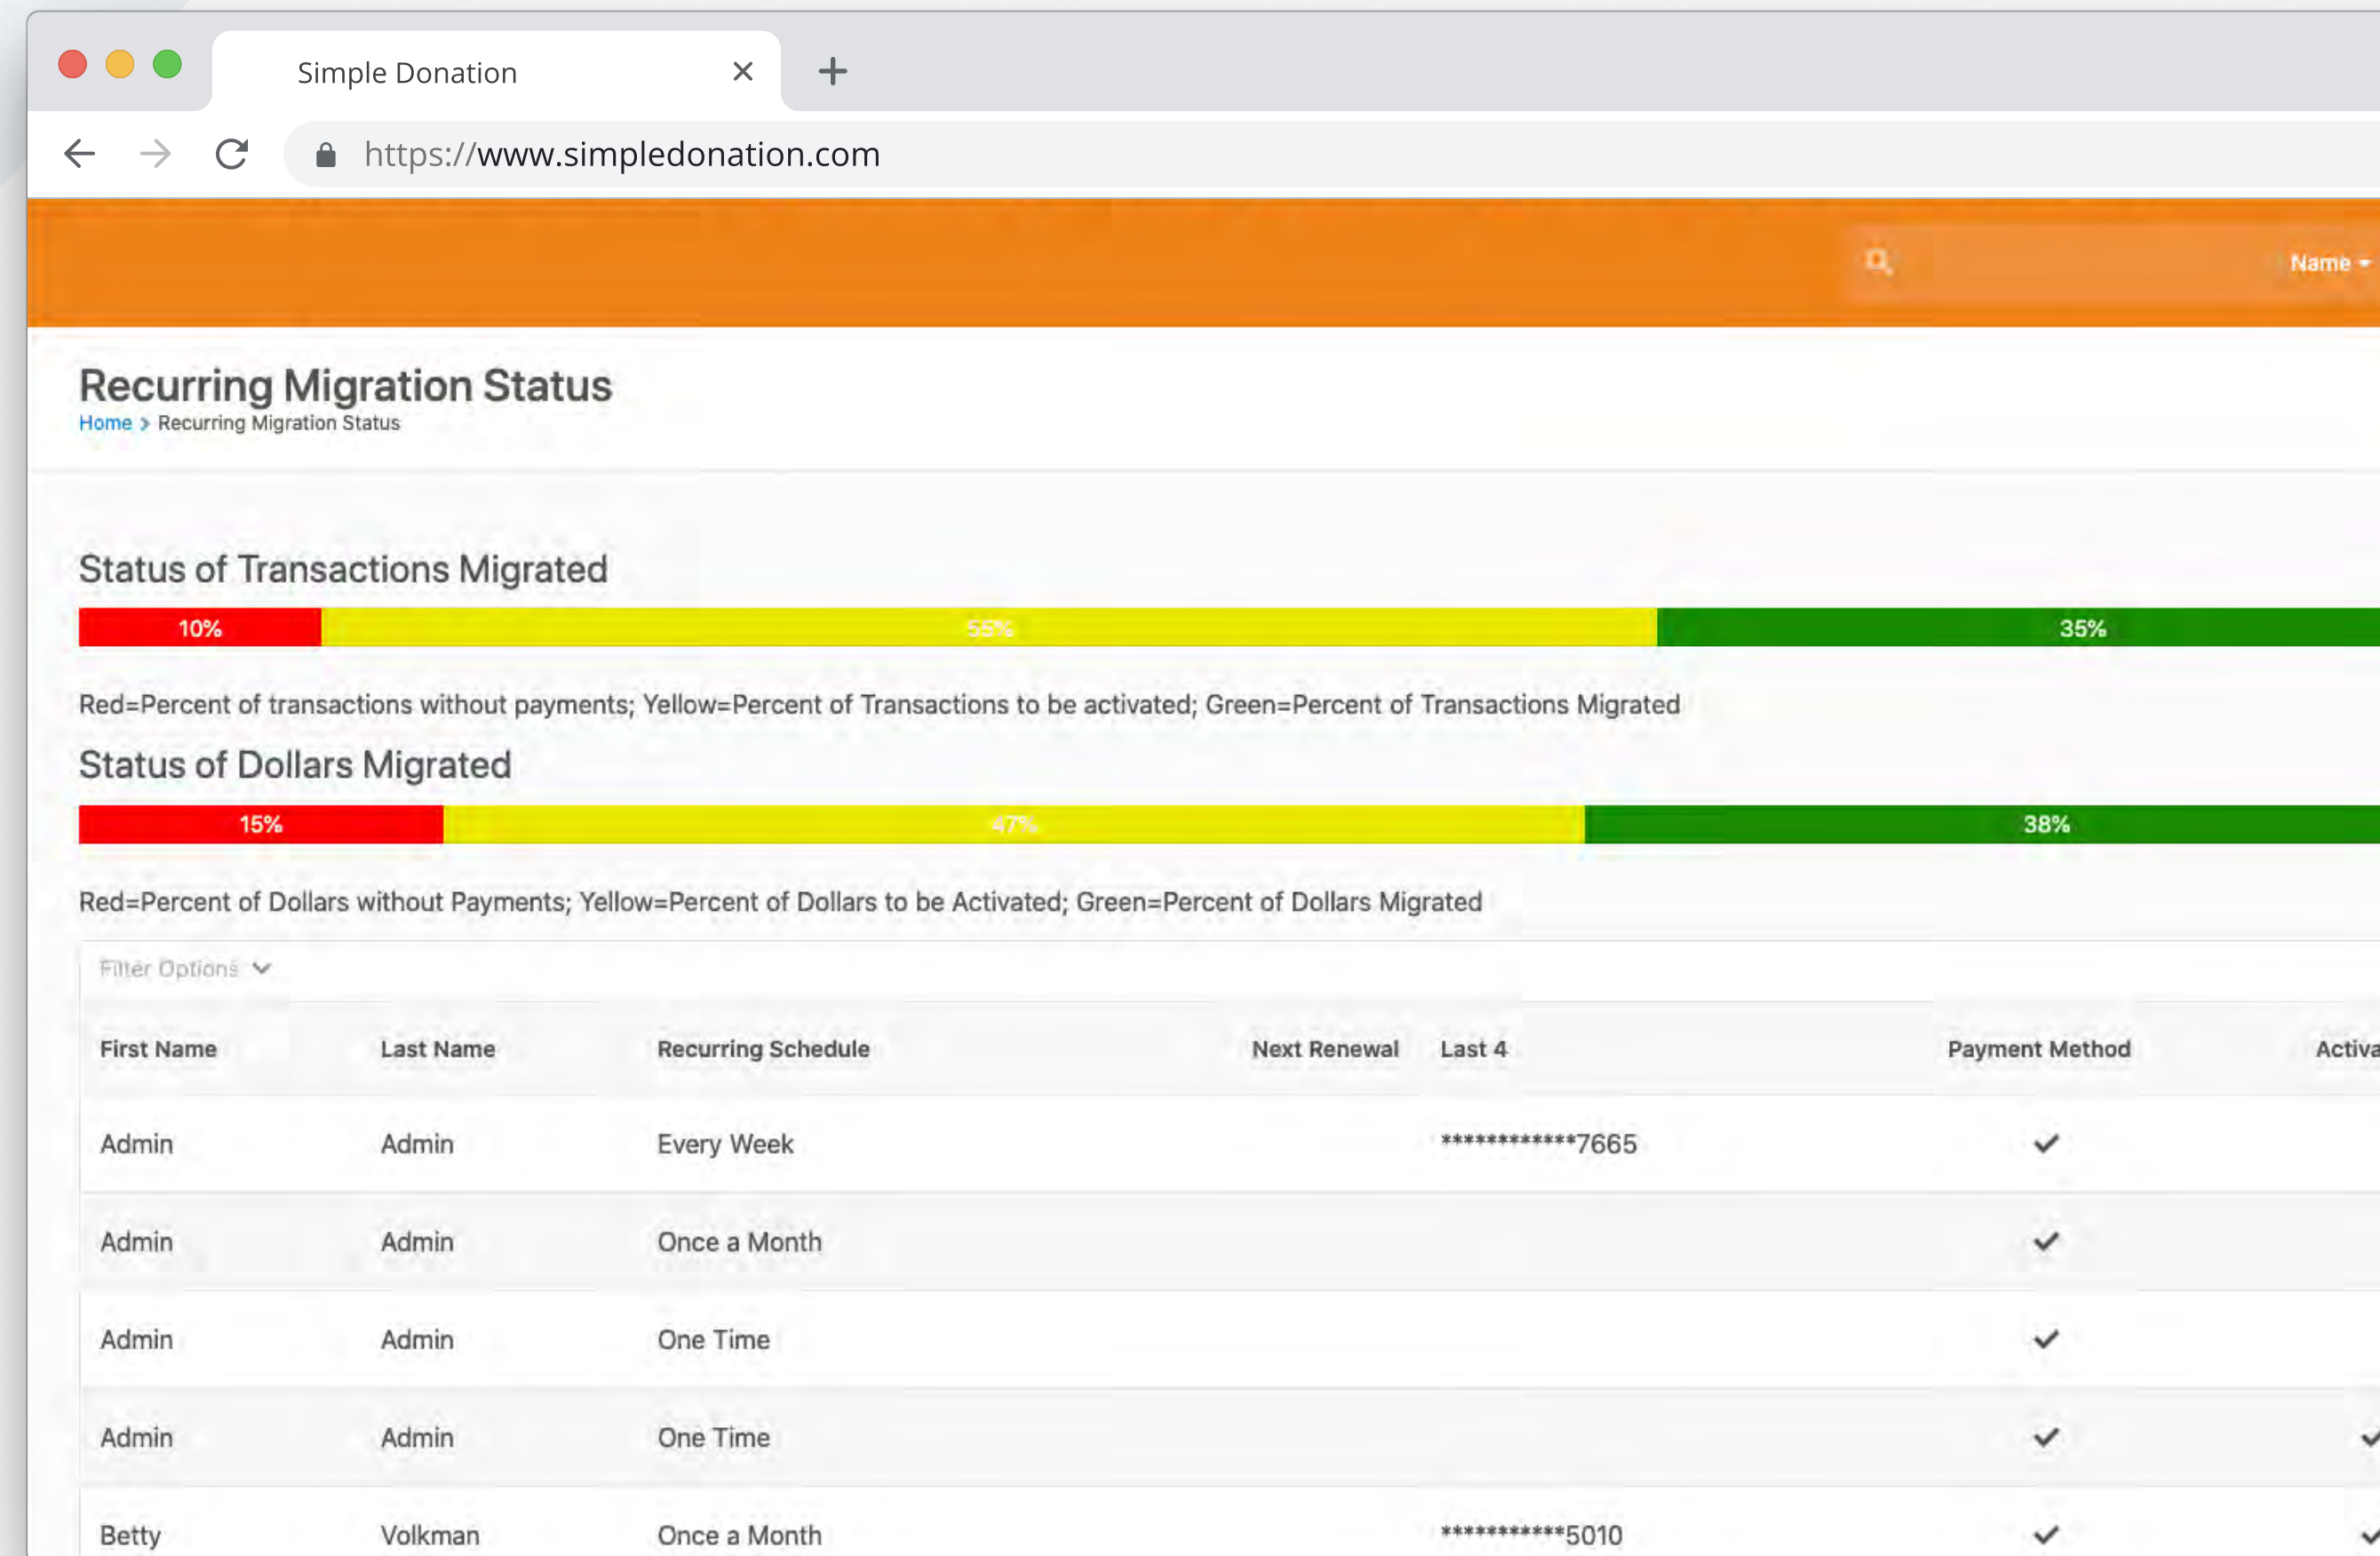 Simple Donation
https://www.simpledonation.com
Name
Recurring Migration Status
Home > Recurring Migration Status
Status of Transactions Migrated
10% 55% 35%
Red=Percent of transactions without payments; Yellow=Percent of Transactions to be activated; Green=Percent of Transactions Migrated
Status of Dollars Migrated
15% 47% 38%
Red=Percent of Dollars without Payments; Yellow=Percent of Dollars to be Activated; Green=Percent of Dollars Migrated
Filter Options
First Name Last Name Recurring Schedule Next Renewal Last 4 Payment Method Activa
Admin Admin Every Week ************7665
Admin Admin Once a Month
Admin Admin One Time
Admin Admin One Time
Betty Volkman Once a Month ***********5010